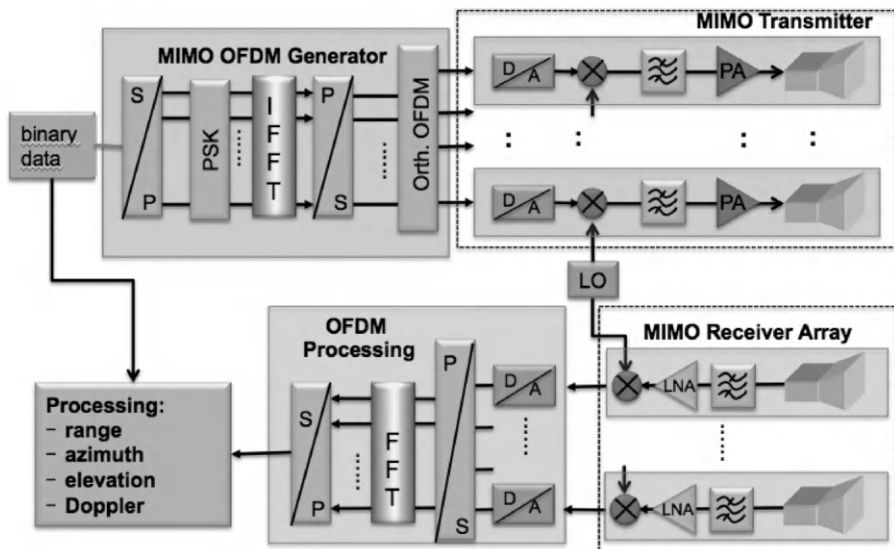 MIMO OFDM Generator
MIMO Transmitter
binary
data
S
P
PSK
I
F
F
T
P
S
Orth. OFDM
D
A
PA
D
A
PA
LO
OFDM
Processing
MIMO Receiver Array
Processing:
– range
– azimuth
– elevation
– Doppler
S
P
F
F
T
P
S
D
A
D
A
LNA
LNA